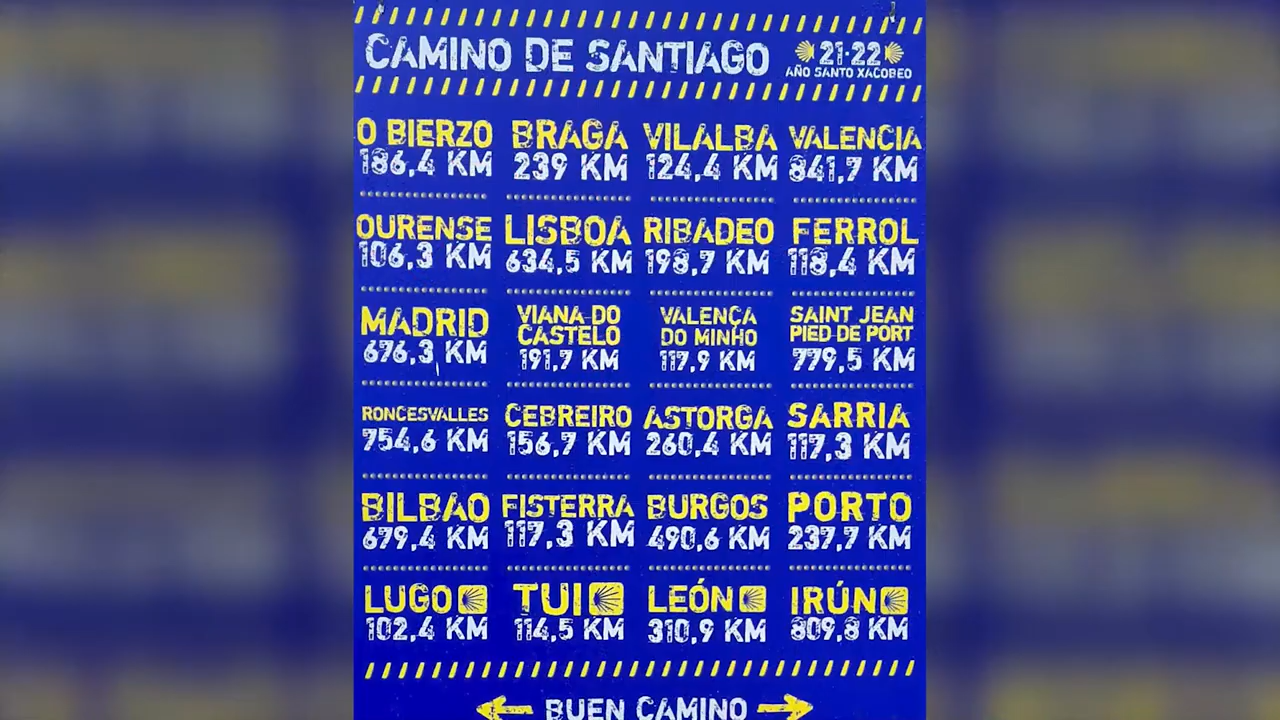 CAMINO DE SANTIAGO
21·22
AÑO SANTO XACOBEO
O BIERZO BRAGA VILALBA VALENCIA
186,4 KM 239 KM 124,4 KM 841,7 KM
OURENSE LISBOA RIBADEO FERROL
106,3 KM 634,5 KM 198,7 KM 118,4 KM
MADRID VIANA DO CASTELO VALENÇA DO MINHO SAINT JEAN PIED DE PORT
676,3 KM 191,7 KM 117,9 KM 779,5 KM
RONCESVALLES CEBREIRO ASTORGA SARRIA
754,6 KM 156,7 KM 260,4 KM 117,3 KM
BILBAO FISTERRA BURGOS PORTO
679,4 KM 117,3 KM 490,6 KM 237,7 KM
LUGO TUI LEÓN IRÚN
102,4 KM 114,5 KM 310,9 KM 809,8 KM
BUEN CAMINO